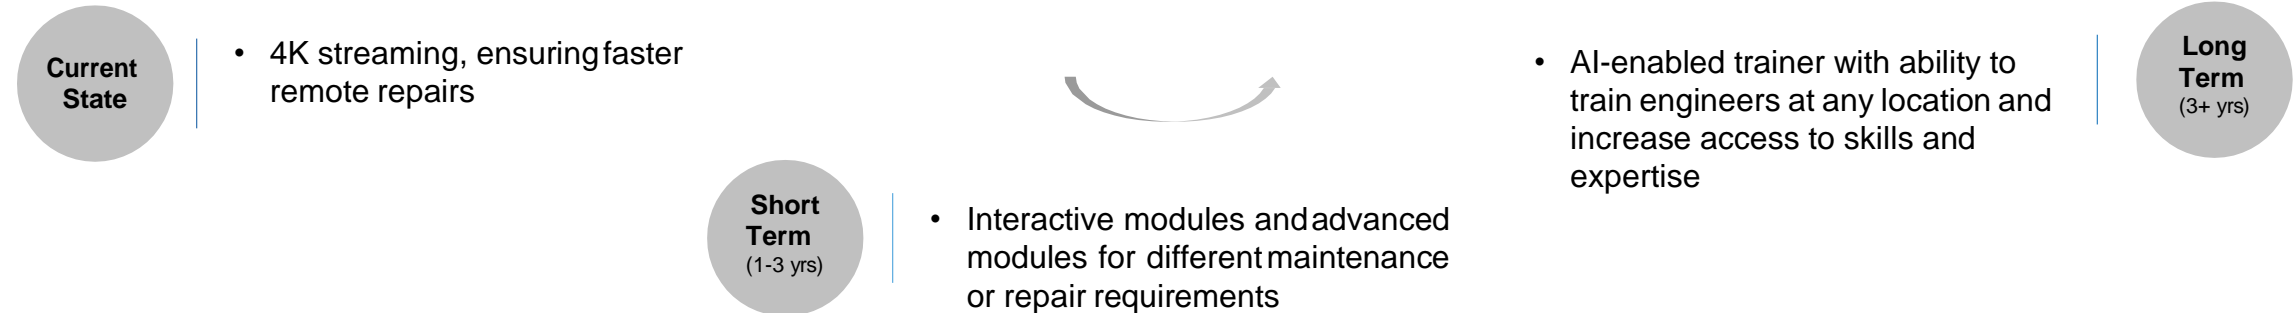 Current
State
• 4K streaming, ensuring faster
remote repairs
Short
Term
(1-3 yrs)
• Interactive modules and advanced
modules for different maintenance
or repair requirements
• AI-enabled trainer with ability to
train engineers at any location and
increase access to skills and
expertise
Long
Term
(3+ yrs)